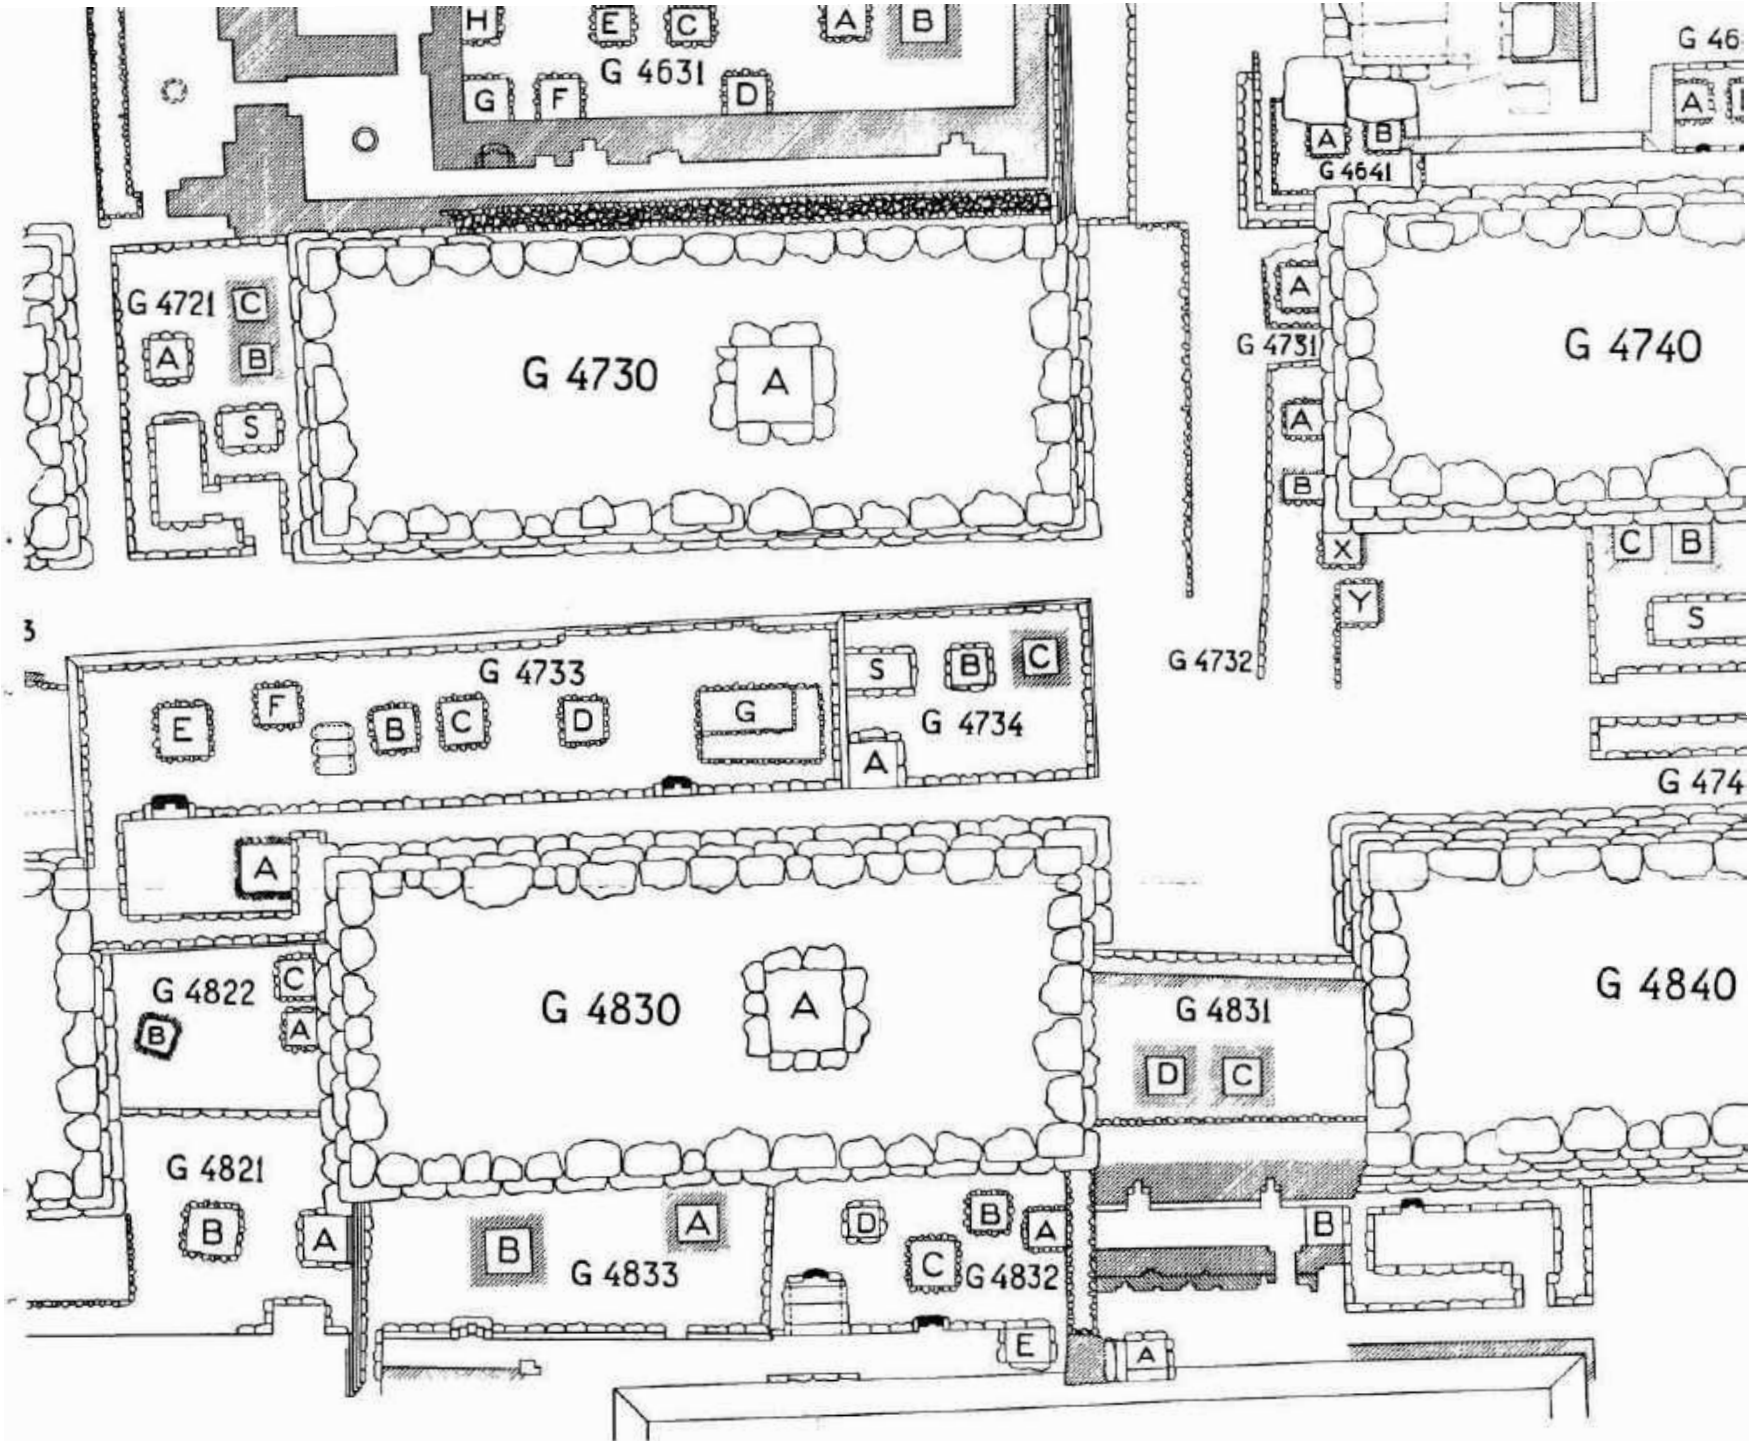 H E C A B
G 4631
G F D
G 46
A
A B
G 4641
G 4721 C
A B
S
G 4730 A
A
G 4731
A
B
G 4740
X
Y
C B
S
3
G 4733
E F B C D G
S B C
G 4734
A
G 4732
G 474
A
G 4822 C
B A
G 4830 A
G 4831
D C
G 4840
G 4821
B A
B A
G 4833
D B A
C G 4832
E
B
A